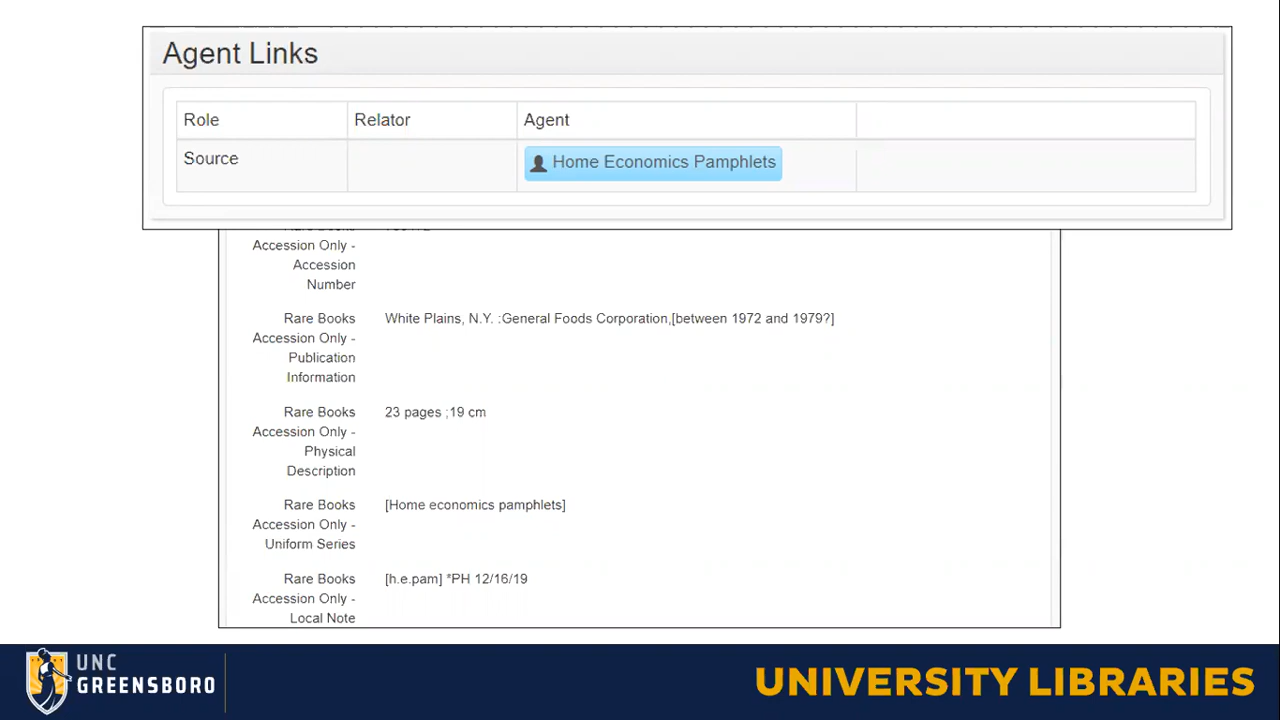 Agent Links
Role Relator Agent
Source Home Economics Pamphlets
Accession Only -
Accession
Number
Rare Books White Plains, N.Y. :General Foods Corporation,[between 1972 and 1979?]
Accession Only -
Publication
Information
Rare Books 23 pages ;19 cm
Accession Only -
Physical
Description
Rare Books [Home economics pamphlets]
Accession Only -
Uniform Series
Rare Books [h.e.pam] *PH 12/16/19
Accession Only -
Local Note
UNC
GREENSBORO
UNIVERSITY LIBRARIES